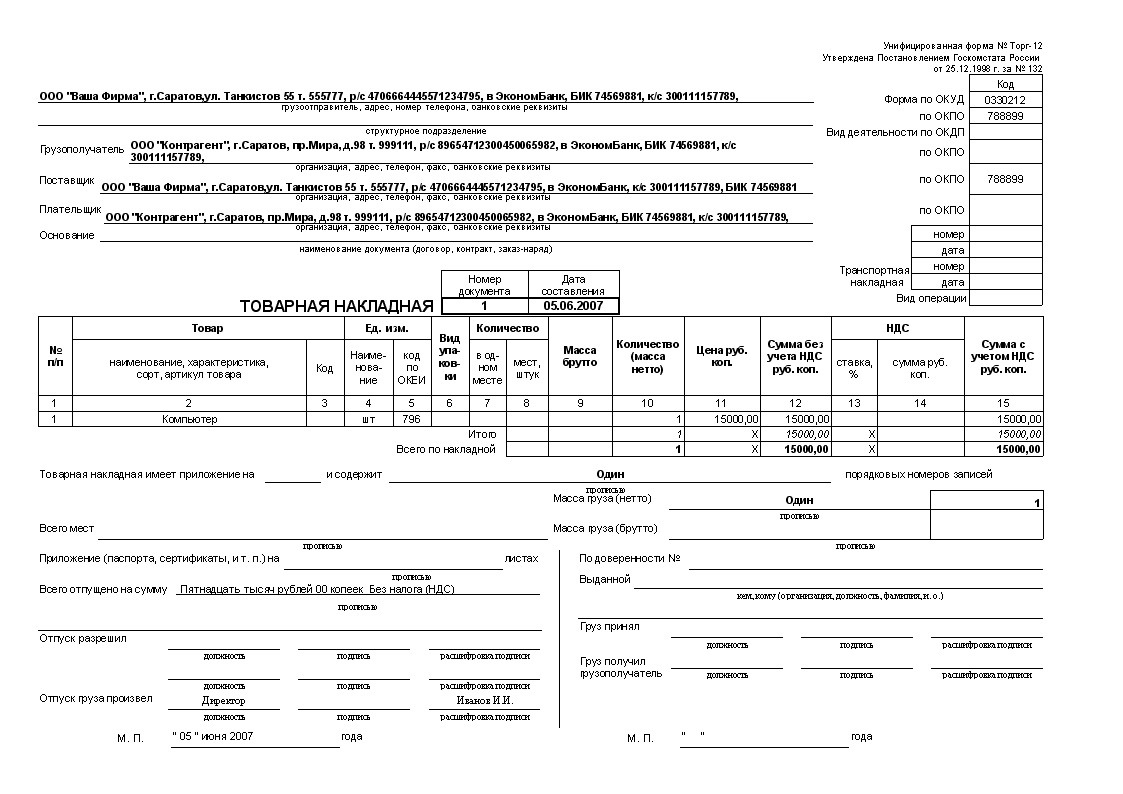 Унифицированная форма № Торг-12
Утверждена Постановлением Госкомстата России
от 25.12.1998 г. за № 132
Код
Форма по ОКУД 0330212
ООО "Ваша Фирма", г.Саратов,ул. Танкистов 55 т. 555777, р/с 4706664445571234795, в ЭкономБанк, БИК 74569881, к/с 300111157789,
грузоотправитель, адрес, номер телефона, банковские реквизиты
по ОКПО 788899
структурное подразделение
Вид деятельности по ОКДП
Грузополучатель ООО "Контрагент", г.Саратов, пр.Мира, д.98 т. 999111, р/с 89654712300450065982, в ЭкономБанк, БИК 74569881, к/с
300111157789,
по ОКПО
организация, адрес, телефон, факс, банковские реквизиты
Поставщик ООО "Ваша Фирма", г.Саратов,ул. Танкистов 55 т. 555777, р/с 4706664445571234795, в ЭкономБанк, к/с 300111157789, БИК 74569881
по ОКПО 788899
организация, адрес, телефон, факс, банковские реквизиты
Плательщик ООО "Контрагент", г.Саратов, пр.Мира, д.98 т. 999111, р/с 89654712300450065982, в ЭкономБанк, БИК 74569881, к/с 300111157789,
по ОКПО
организация, адрес, телефон, факс, банковские реквизиты
Основание
номер
наименование документа (договор, контракт, заказ-наряд)
дата
Транспортная накладная
номер
дата
Вид операции
Номер документа Дата составления
ТОВАРНАЯ НАКЛАДНАЯ 1 05.06.2007
№ п/п Товар Ед. изм. Вид упа-ков-ки Количество Масса брутто Количество (масса нетто) Цена руб. коп. Сумма без учета НДС руб. коп. НДС Сумма с учетом НДС руб. коп.
наименование, характеристика, сорт, артикул товара Код Наиме-нова-ние код по ОКЕИ в од-ном месте мест, штук ставка, % сумма руб. коп.
1 2 3 4 5 6 7 8 9 10 11 12 13 14 15
1 Компьютер шт 796 1 15000,00 15000,00 15000,00
Итого 1 X 15000,00 X 15000,00
Всего по накладной 1 X 15000,00 X 15000,00
Товарная накладная имеет приложение на и содержит Один порядковых номеров записей
прописью
Масса груза (нетто) Один 1
прописью
Всего мест Масса груза (брутто)
прописью прописью
Приложение (паспорта, сертификаты, и т. п.) на листах
прописью
По доверенности №
Всего отпущено на сумму Пятнадцать тысяч рублей 00 копеек Без налога (НДС)
прописью
Выданной
кем, кому (организация, должность, фамилия, и. о.)
Отпуск разрешил
должность подпись расшифровка подписи
должность подпись расшифровка подписи
Отпуск груза произвел Директор Иванов И.И.
должность подпись расшифровка подписи
М. П. " 05 " июня 2007 года
Груз принял
должность подпись расшифровка подписи
Груз получил
грузополучатель
должность подпись расшифровка подписи
М. П. " " года